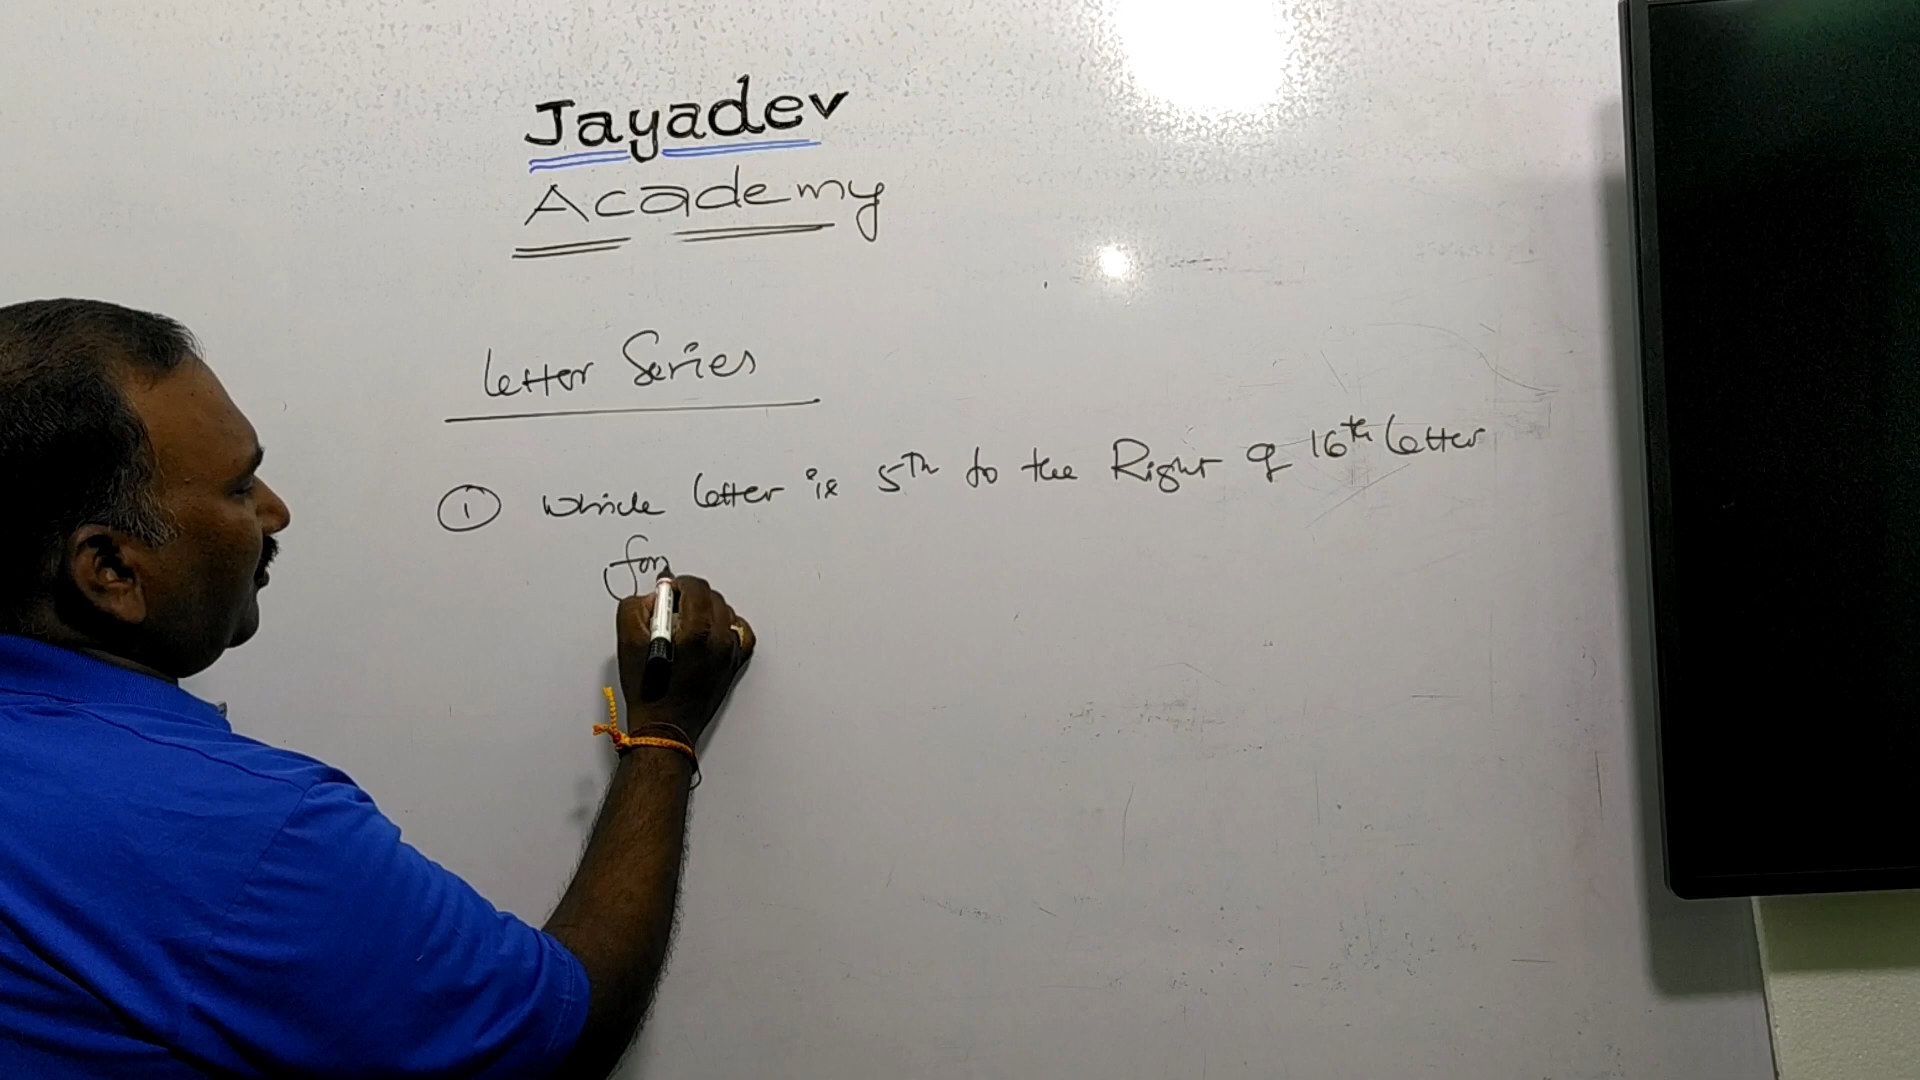 Jayadev
Academy
Letter Series
① Which letter is 5th to the Right of 16th letter
for